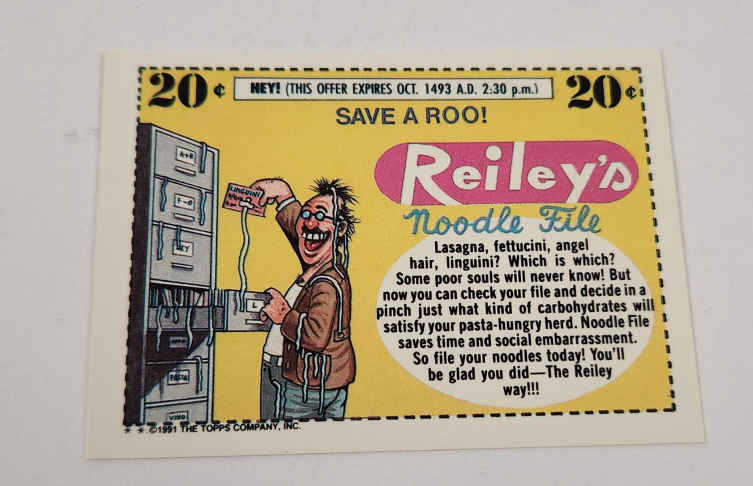 20¢ HEY! (THIS OFFER EXPIRES OCT. 1493 A.D. 2:30 p.m.) 20¢
SAVE A ROO!
Reiley's
Noodle File
Lasagna, fettucini, angel
hair, linguini? Which is which?
Some poor souls will never know! But
now you can check your file and decide in a
pinch just what kind of carbohydrates will
satisfy your pasta-hungry herd. Noodle File
saves time and social embarrassment.
So file your noodles today! You'll
be glad you did—The Reiley
way!!!
LINGUINI
PASTA
* * ©1991 THE TOPPS COMPANY, INC.